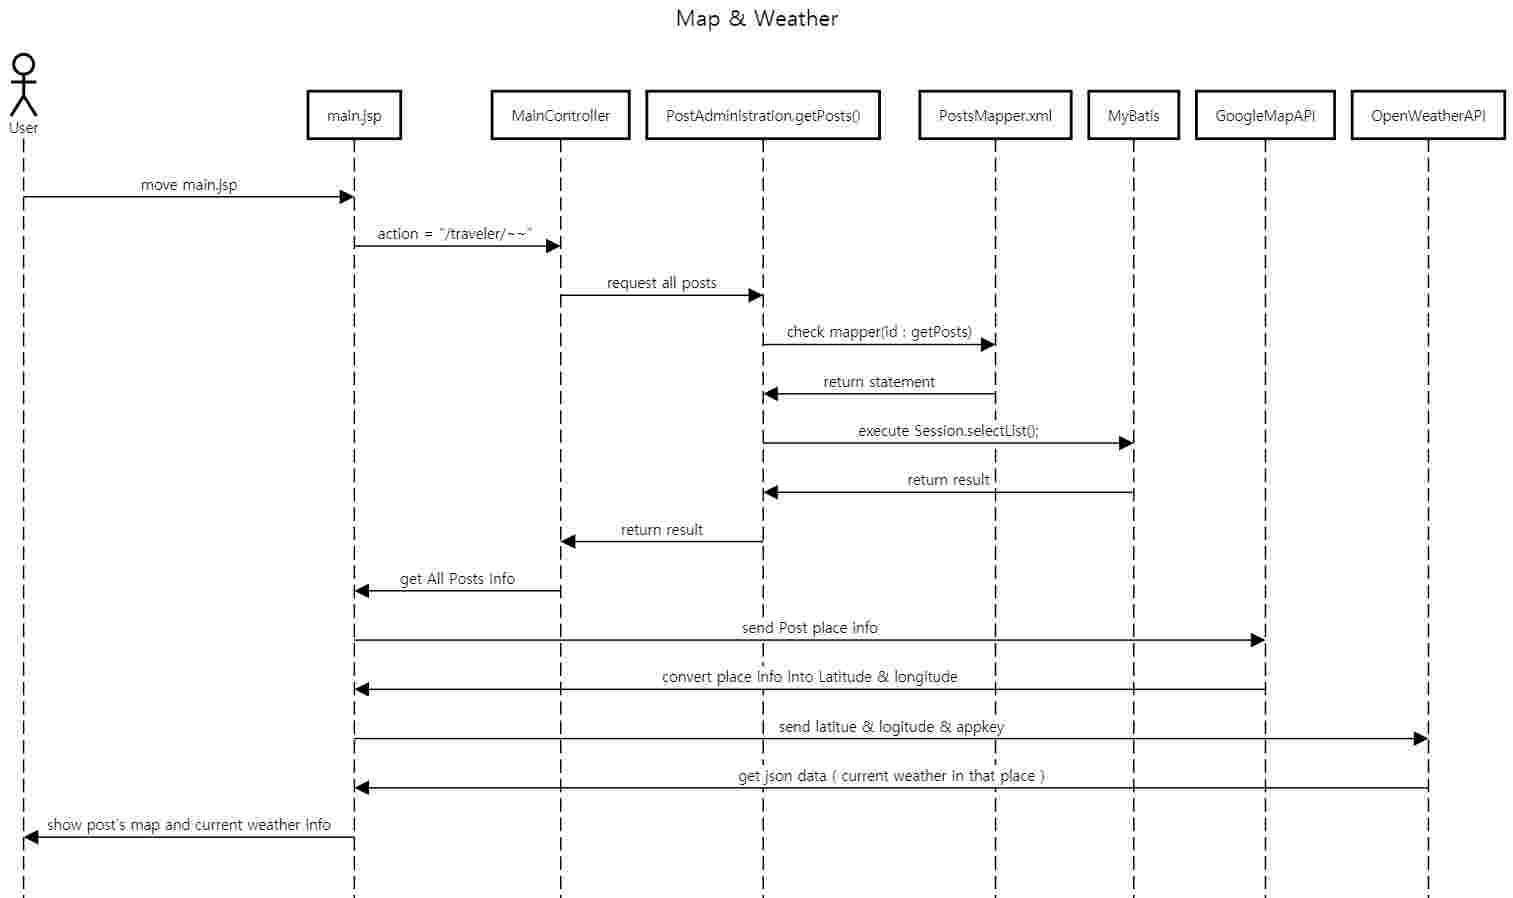 Map & Weather
User
main.jsp
MainController
PostAdministration.getPosts()
PostsMapper.xml
MyBatis
GoogleMapAPI
OpenWeatherAPI
move main.jsp
action = "/traveler/~~"
request all posts
check mapper(id : getPosts)
return statement
execute Session.selectList();
return result
return result
get All Posts Info
send Post place info
convert place info into Latitude & longitude
send latitue & logitude & appkey
get json data ( current weather in that place )
show post's map and current weather info